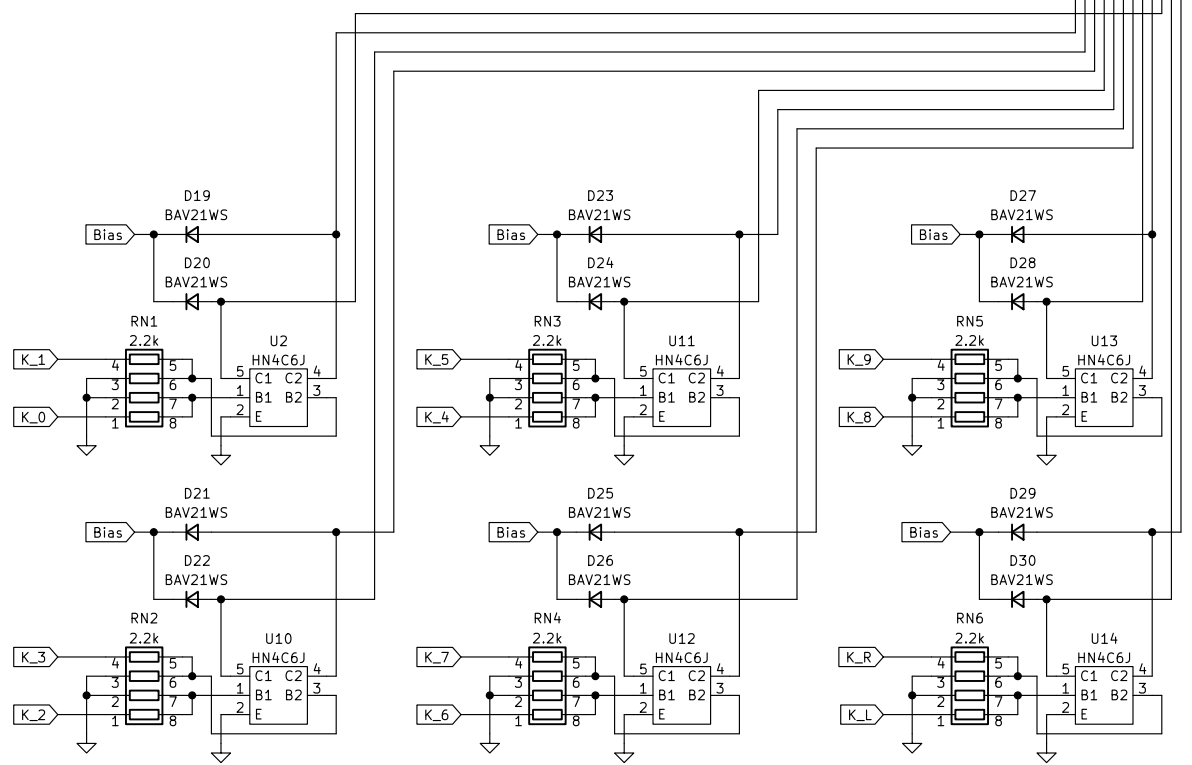 D19
BAV21WS
Bias
D20
BAV21WS
RN1
2.2k
U2
HN4C6J
K_1
4 5
3 6
2 7
1 8
K_0
5 C1 C2 4
1 B1 B2 3
2 E
D23
BAV21WS
Bias
D24
BAV21WS
RN3
2.2k
U11
HN4C6J
K_5
4 5
3 6
2 7
1 8
K_4
5 C1 C2 4
1 B1 B2 3
2 E
D27
BAV21WS
Bias
D28
BAV21WS
RN5
2.2k
U13
HN4C6J
K_9
4 5
3 6
2 7
1 8
K_8
5 C1 C2 4
1 B1 B2 3
2 E
D21
BAV21WS
Bias
D22
BAV21WS
RN2
2.2k
U10
HN4C6J
K_3
4 5
3 6
2 7
1 8
K_2
5 C1 C2 4
1 B1 B2 3
2 E
D25
BAV21WS
Bias
D26
BAV21WS
RN4
2.2k
U12
HN4C6J
K_7
4 5
3 6
2 7
1 8
K_6
5 C1 C2 4
1 B1 B2 3
2 E
D29
BAV21WS
Bias
D30
BAV21WS
RN6
2.2k
U14
HN4C6J
K_R
4 5
3 6
2 7
1 8
K_L
5 C1 C2 4
1 B1 B2 3
2 E